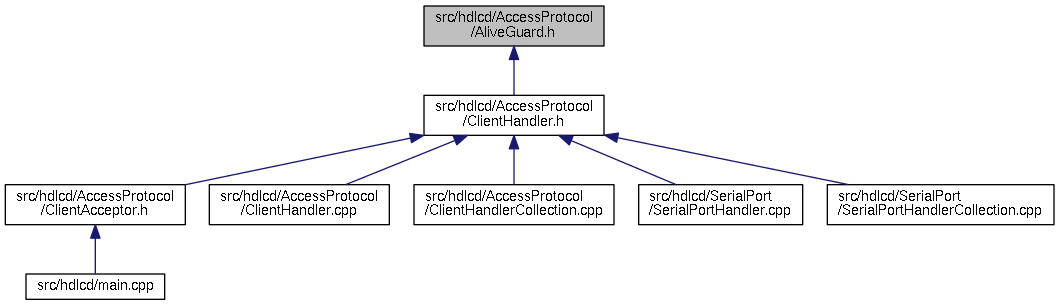 src/hdlcd/AccessProtocol
/AliveGuard.h
src/hdlcd/AccessProtocol
/ClientHandler.h
src/hdlcd/AccessProtocol
/ClientAcceptor.h
src/hdlcd/AccessProtocol
/ClientHandler.cpp
src/hdlcd/AccessProtocol
/ClientHandlerCollection.cpp
src/hdlcd/SerialPort
/SerialPortHandler.cpp
src/hdlcd/SerialPort
/SerialPortHandlerCollection.cpp
src/hdlcd/main.cpp